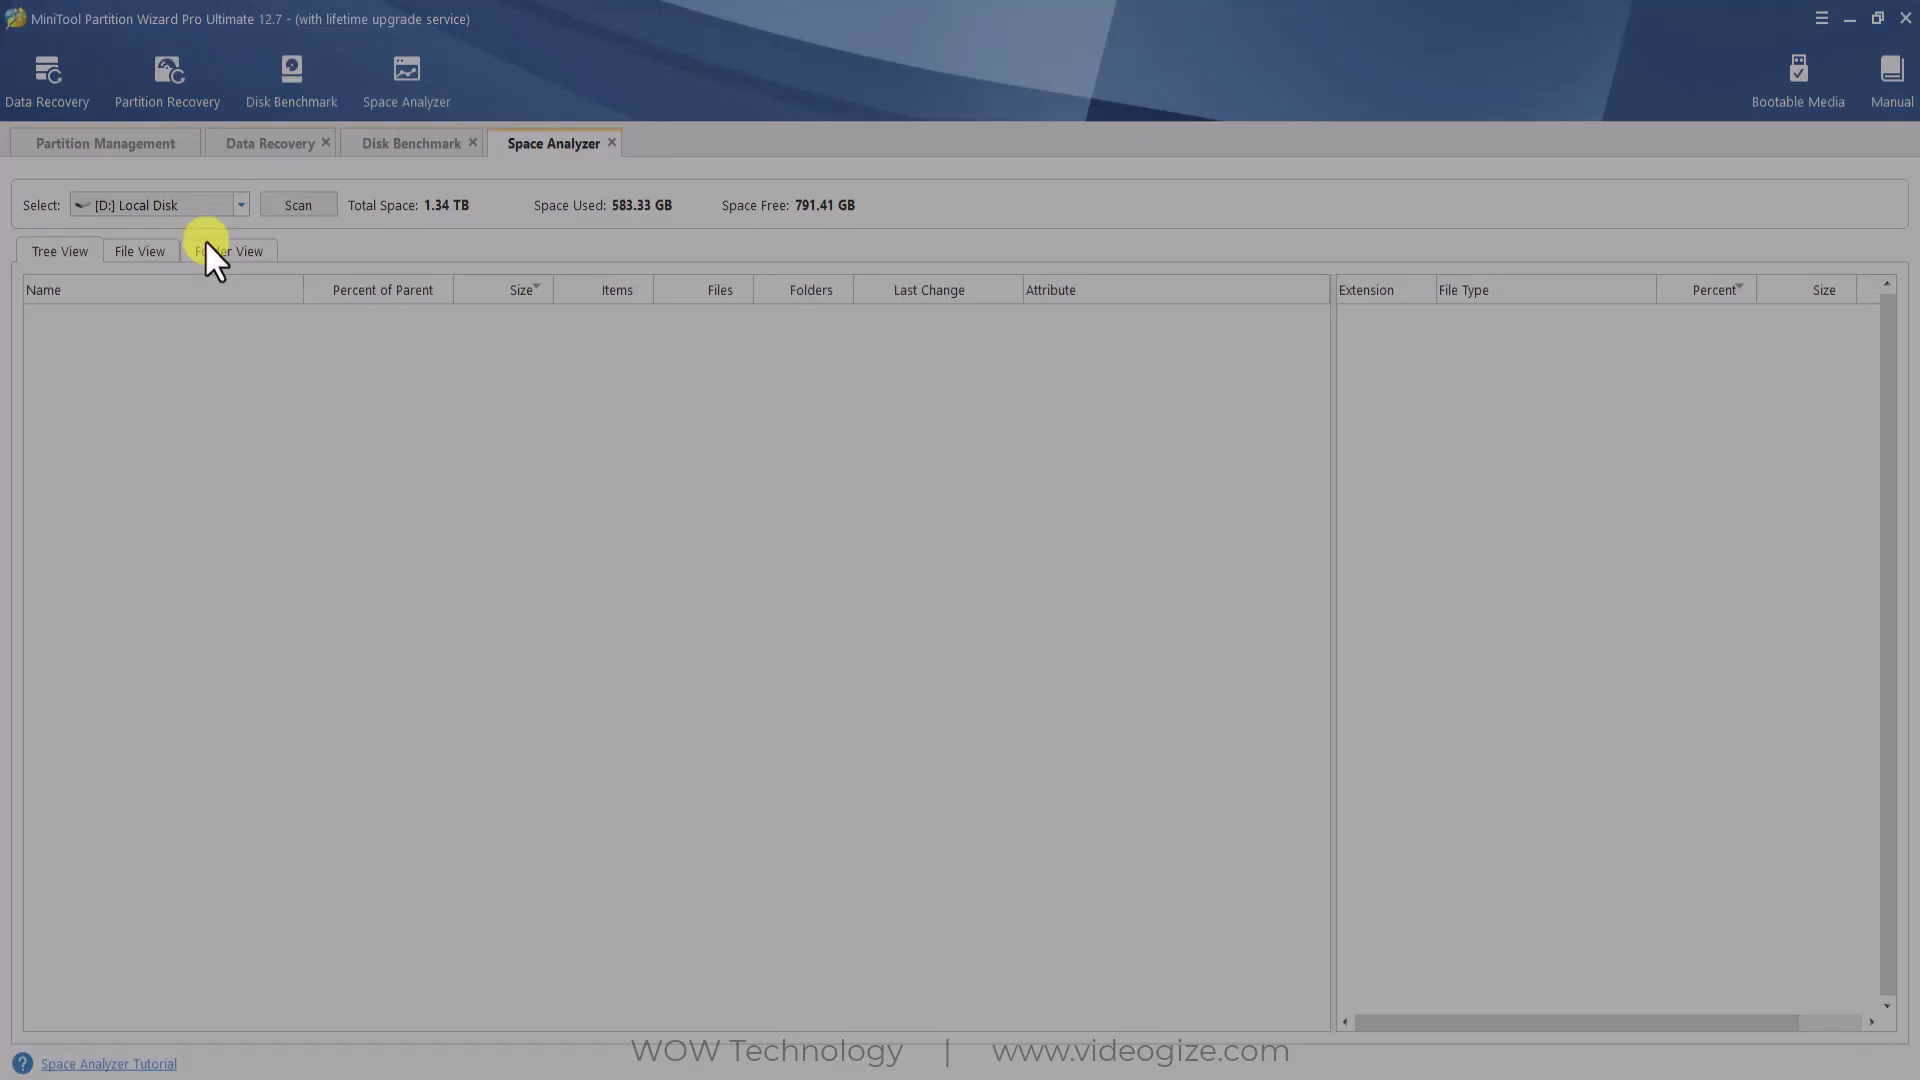 MiniTool Partition Wizard Pro Ultimate 12.7 - (with lifetime upgrade service)
Data Recovery Partition Recovery Disk Benchmark Space Analyzer Bootable Media Manual
Partition Management Data Recovery Disk Benchmark Space Analyzer
Select: [D:] Local Disk Scan Total Space: 1.34 TB Space Used: 583.33 GB Space Free: 791.41 GB
Tree View File View Folder View
Name Percent of Parent Size Items Files Folders Last Change Attribute Extension File Type Percent Size
WOW Technology | www.videogize.com
? Space Analyzer Tutorial